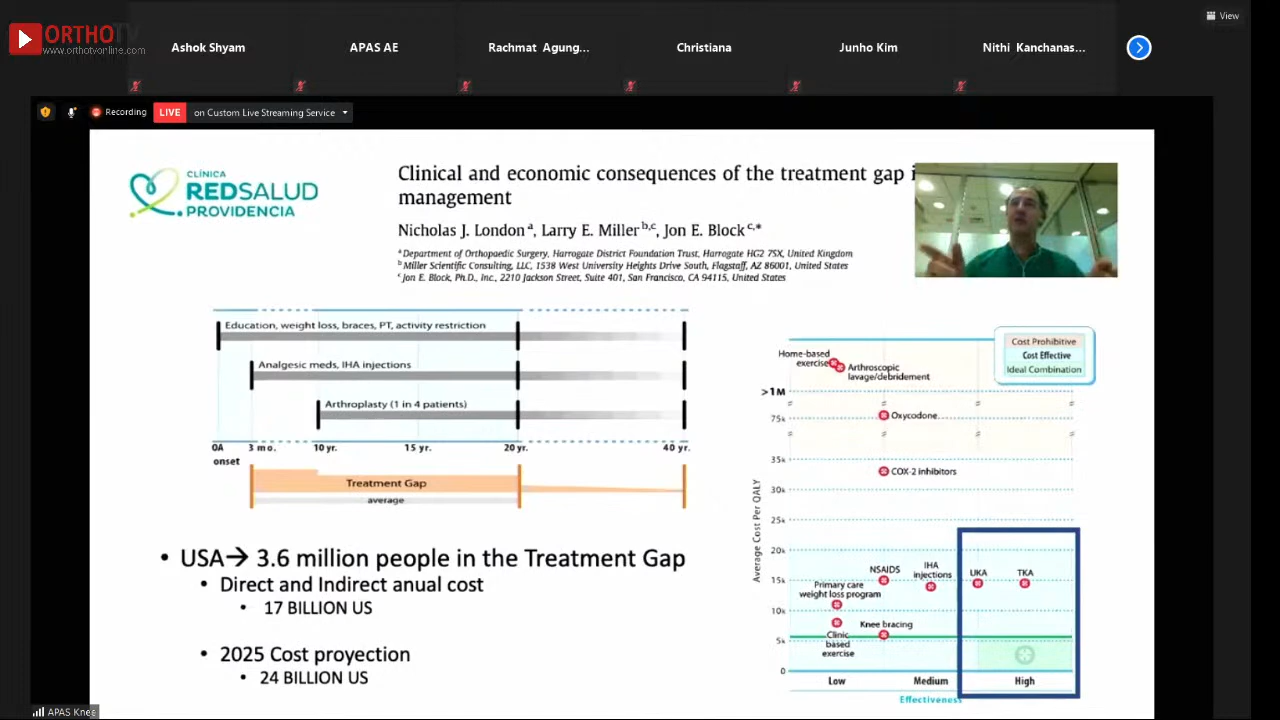 ORTHOTV
www.orthotvonline.com
View
Ashok Shyam
APAS AE
Rachmat Agung...
Christiana
Junho Kim
Nithi Kanchanas...
Recording
LIVE
on Custom Live Streaming Service
CLÍNICA
REDSALUD
PROVIDENCIA
Clinical and economic consequences of the treatment gap i
management
Nicholas J. London a, Larry E. Miller b,c, Jon E. Block c,*
a Department of Orthopaedic Surgery, Harrogate District Foundation Trust, Harrogate HG2 7SX, United Kingdom
b Miller Scientific Consulting, LLC, 1538 West University Heights Drive South, Flagstaff, AZ 86001, United States
c Jon E. Block, Ph.D., Inc., 2210 Jackson Street, Suite 401, San Francisco, CA 94115, United States
Education, weight loss, braces, PT, activity restriction
Analgesic meds, IHA injections
Arthroplasty (1 in 4 patients)
OA
onset
3 mo.
10 yr.
15 yr.
20 yr.
40 yr.
Treatment Gap
average
• USA→ 3.6 million people in the Treatment Gap
• Direct and Indirect anual cost
• 17 BILLION US
• 2025 Cost proyection
• 24 BILLION US
Cost Prohibitive
Cost Effective
Ideal Combination
Home-based
exercise
Arthroscopic
lavage/debridement
>1M
Oxycodone
75k
35k
COX-2 inhibitors
30k
25k
20k
15k
10k
5k
0
Average Cost Per QALY
NSAIDS
IHA
injections
UKA
TKA
Primary care
weight loss program
Knee bracing
Clinic
based
exercise
Low
Medium
High
Effectiveness
APAS Knee